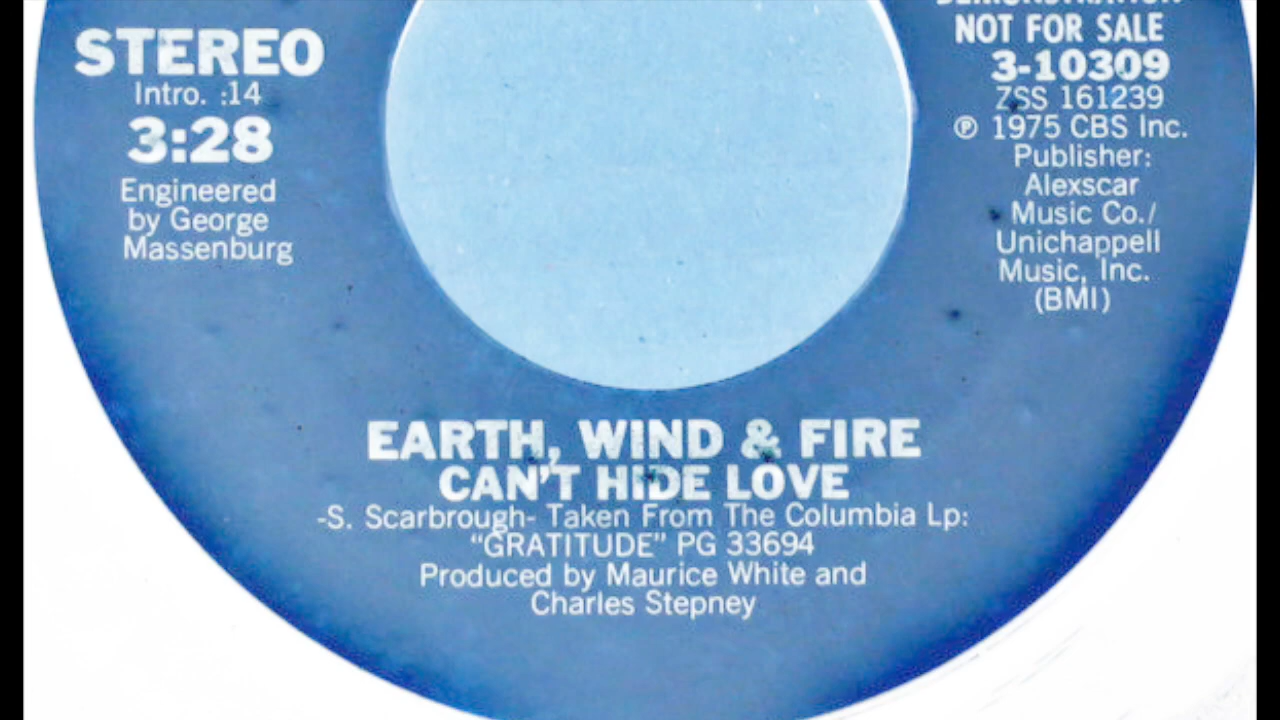 STEREO
Intro. :14
3:28
Engineered
by George
Massenburg
DEMONSTRATION
NOT FOR SALE
3-10309
ZSS 161239
Ⓟ 1975 CBS Inc.
Publisher:
Alexscar
Music Co./
Unichappell
Music, Inc.
(BMI)
EARTH, WIND & FIRE
CAN'T HIDE LOVE
-S. Scarbrough- Taken From The Columbia Lp:
"GRATITUDE" PG 33694
Produced by Maurice White and
Charles Stepney